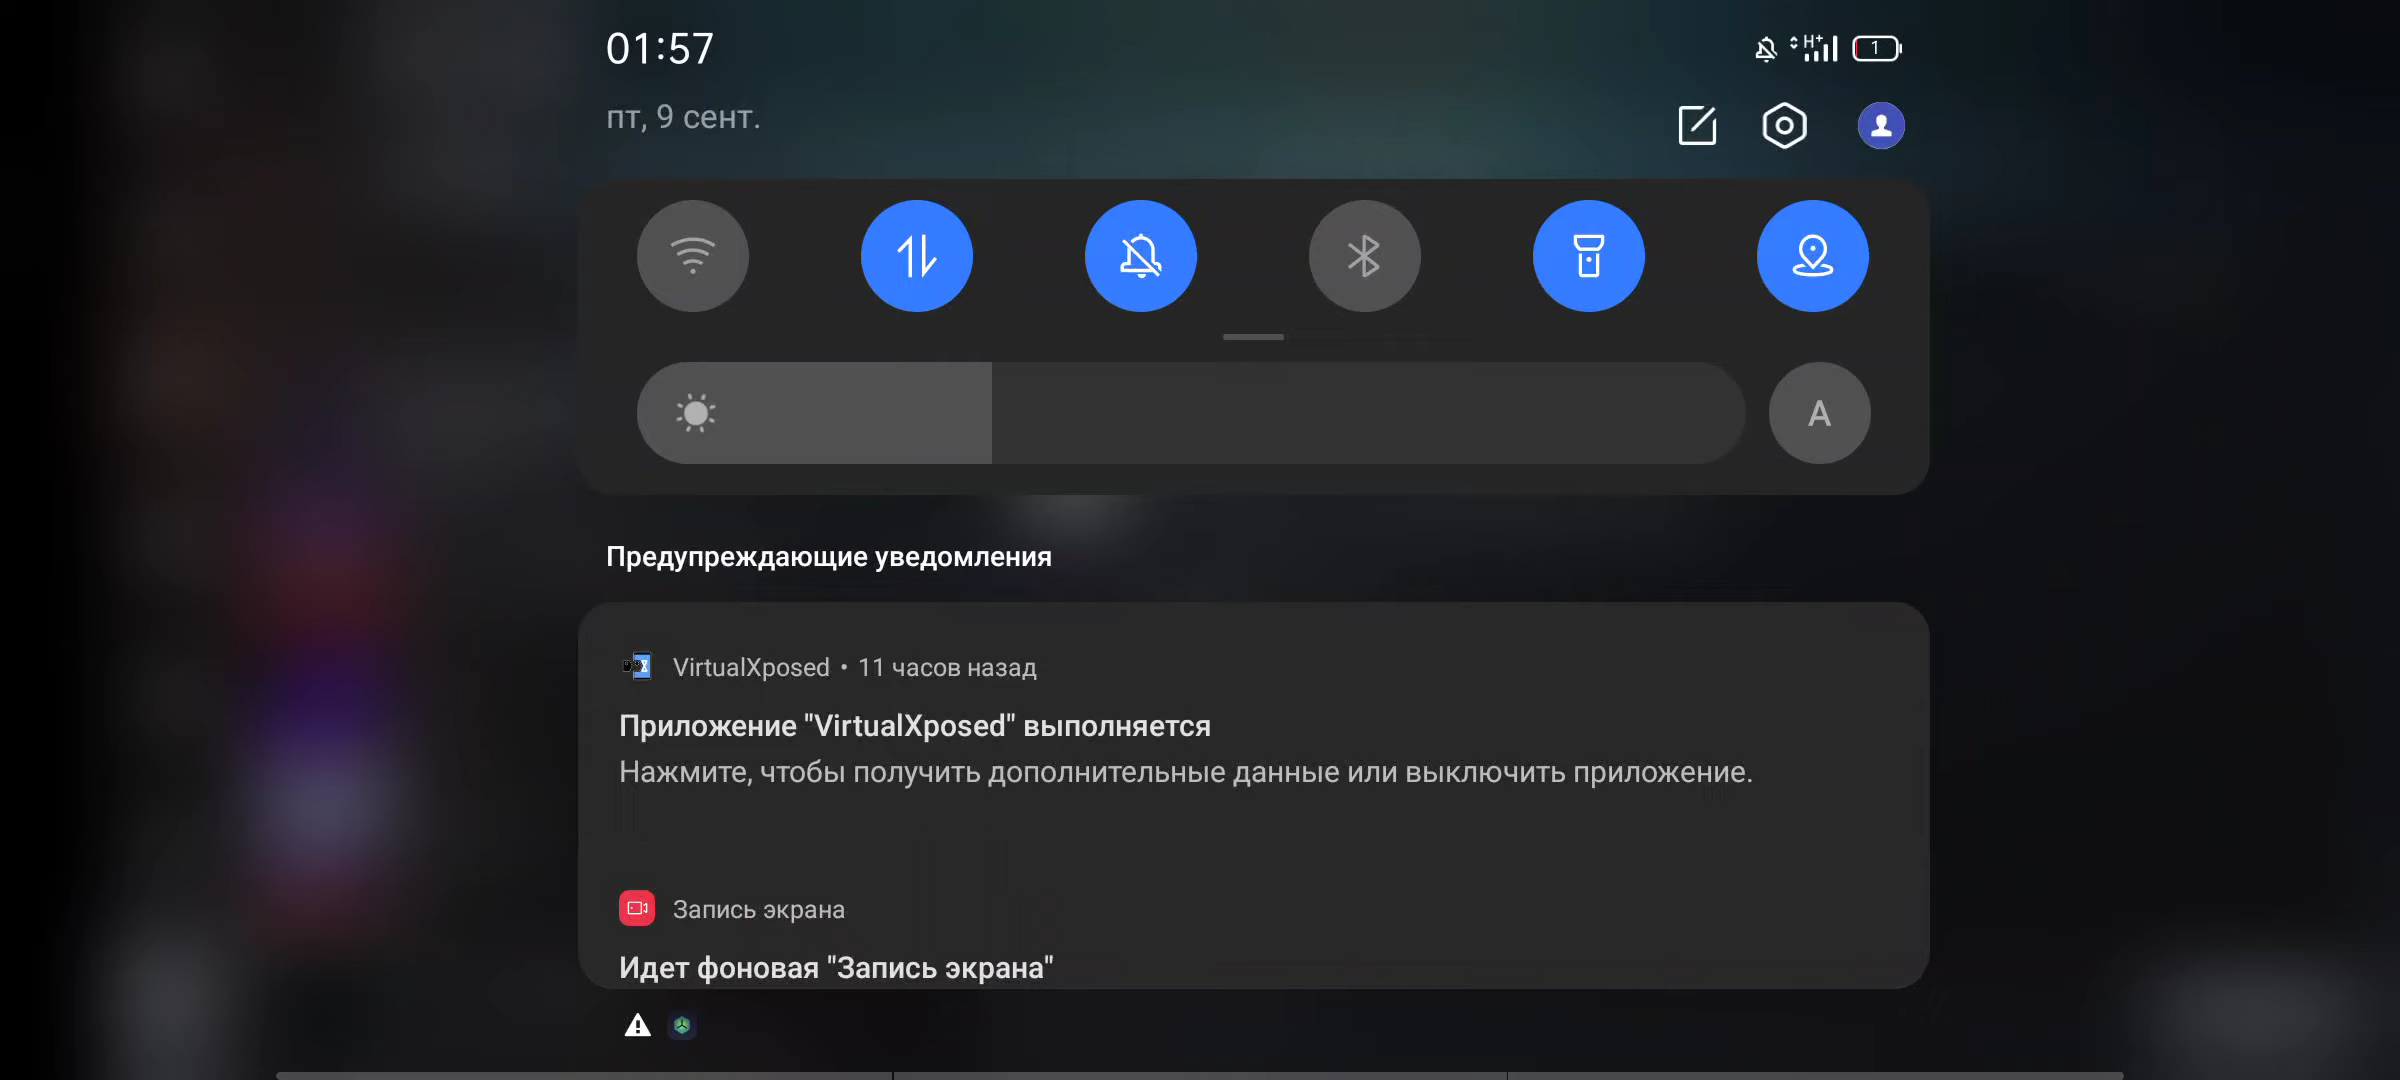 01:57
H+
1
пт, 9 сент.
A
Предупреждающие уведомления
VirtualXposed • 11 часов назад
Приложение "VirtualXposed" выполняется
Нажмите, чтобы получить дополнительные данные или выключить приложение.
Запись экрана
Идет фоновая "Запись экрана"